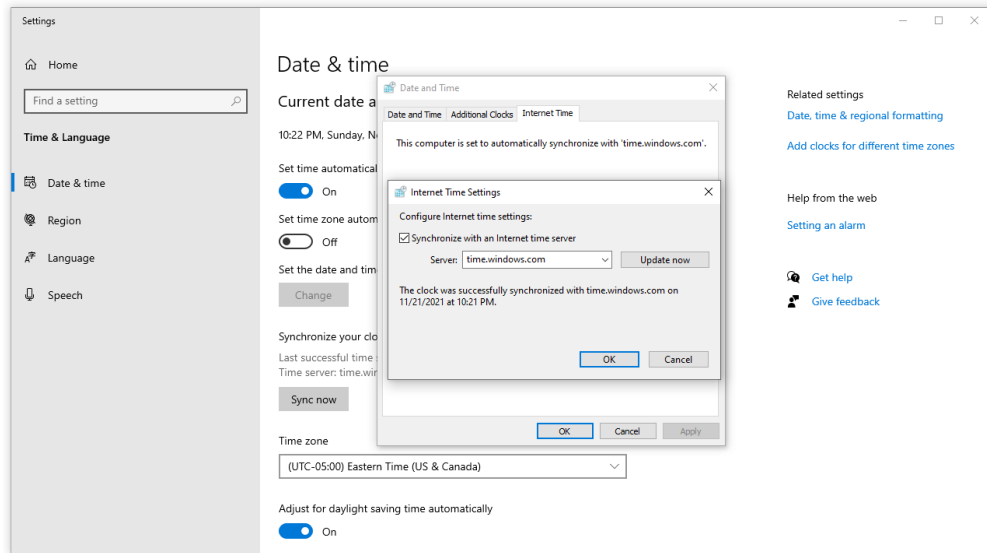 Settings
Home
Find a setting
Time & Language
Date & time
Region
Language
Speech
Date & time
Current date a
10:22 PM, Sunday, N
Set time automatical
On
Set time zone autom
Off
Set the date and tim
Change
Synchronize your clo
Last successful time
Time server: time.wir
Sync now
Time zone
(UTC-05:00) Eastern Time (US & Canada)
Adjust for daylight saving time automatically
On
Date and Time
Date and Time Additional Clocks Internet Time
This computer is set to automatically synchronize with 'time.windows.com'.
Internet Time Settings
Configure Internet time settings:
Synchronize with an Internet time server
Server: time.windows.com Update now
The clock was successfully synchronized with time.windows.com on
11/21/2021 at 10:21 PM.
OK Cancel
OK Cancel Apply
Related settings
Date, time & regional formatting
Add clocks for different time zones
Help from the web
Setting an alarm
Get help
Give feedback